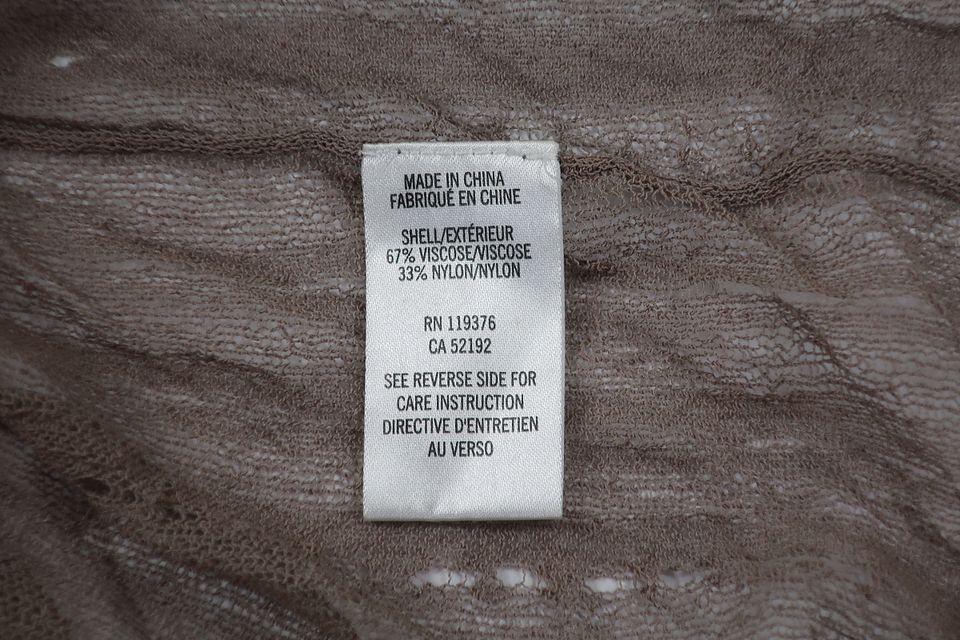 MADE IN CHINA
FABRIQUÉ EN CHINE
SHELL/EXTÉRIEUR
67% VISCOSE/VISCOSE
33% NYLON/NYLON
RN 119376
CA 52192
SEE REVERSE SIDE FOR
CARE INSTRUCTION
DIRECTIVE D'ENTRETIEN
AU VERSO